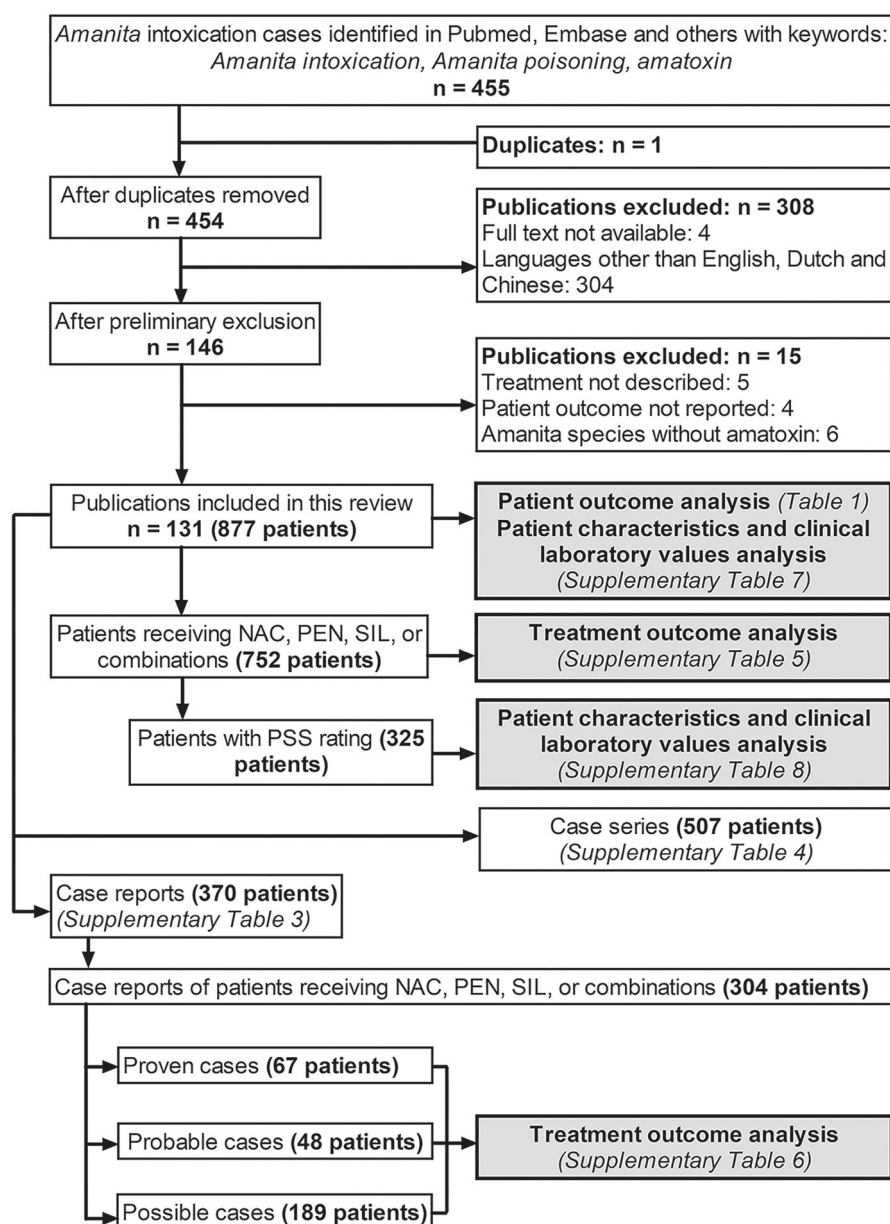 Amanita intoxication cases identified in Pubmed, Embase and others with keywords:
Amanita intoxication, Amanita poisoning, amatoxin
n = 455
Duplicates: n = 1
After duplicates removed
n = 454
Publications excluded: n = 308
Full text not available: 4
Languages other than English, Dutch and
Chinese: 304
After preliminary exclusion
n = 146
Publications excluded: n = 15
Treatment not described: 5
Patient outcome not reported: 4
Amanita species without amatoxin: 6
Publications included in this review
n = 131 (877 patients)
Patient outcome analysis (Table 1)
Patient characteristics and clinical
laboratory values analysis
(Supplementary Table 7)
Patients receiving NAC, PEN, SIL, or
combinations (752 patients)
Treatment outcome analysis
(Supplementary Table 5)
Patients with PSS rating (325
patients)
Patient characteristics and clinical
laboratory values analysis
(Supplementary Table 8)
Case series (507 patients)
(Supplementary Table 4)
Case reports (370 patients)
(Supplementary Table 3)
Case reports of patients receiving NAC, PEN, SIL, or combinations (304 patients)
Proven cases (67 patients)
Probable cases (48 patients)
Treatment outcome analysis
(Supplementary Table 6)
Possible cases (189 patients)